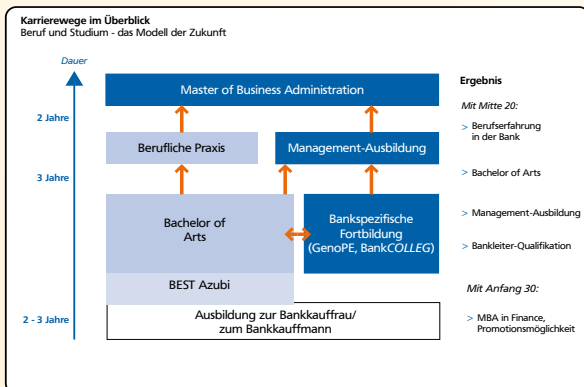 Karrierewege im Überblick
Beruf und Studium - das Modell der Zukunft
Dauer
2 Jahre
3 Jahre
2 - 3 Jahre
Master of Business Administration
Berufliche Praxis
Management-Ausbildung
Bachelor of
Arts
Bankspezifische
Fortbildung
(GenoPE, BankCOLLEG)
BEST Azubi
Ausbildung zur Bankkauffrau/
zum Bankkauffmann
Ergebnis
Mit Mitte 20:
> Berufserfahrung
in der Bank
> Bachelor of Arts
> Management-Ausbildung
> Bankleiter-Qualifikation
Mit Anfang 30:
> MBA in Finance,
Promotionsmöglichkeit